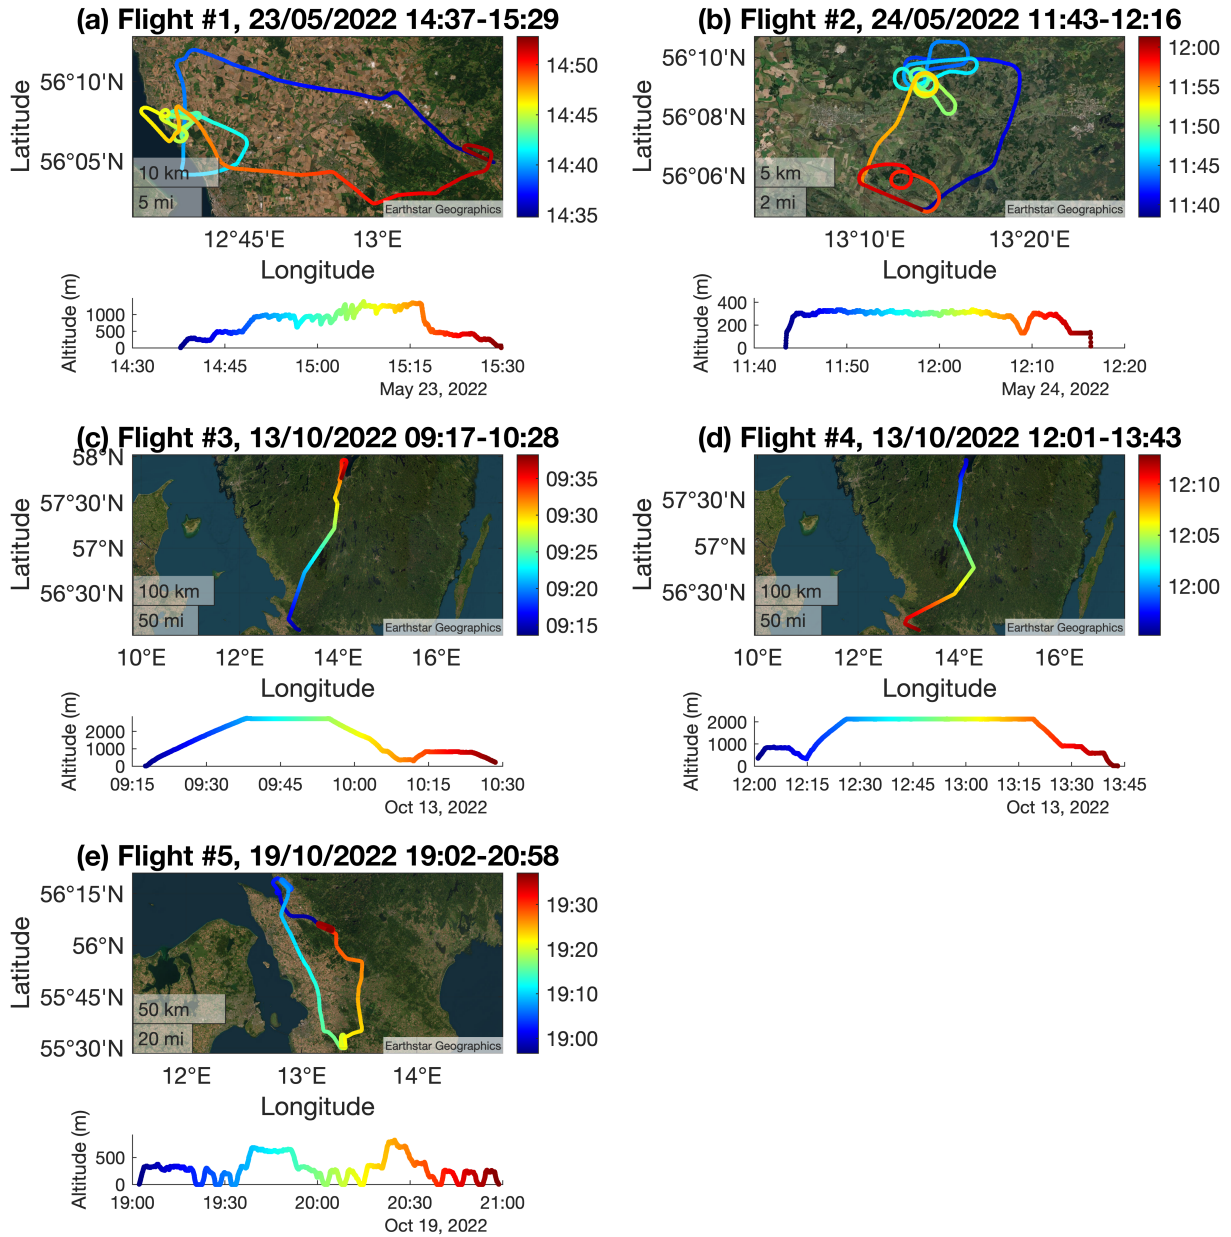 (a) Flight #1, 23/05/2022 14:37-15:29
56°10'N
56°05'N
Latitude
10 km
5 mi
Earthstar Geographics
12°45'E 13°E
Longitude
14:50
14:45
14:40
14:35
Altitude (m)
1000
500
0
14:30 14:45 15:00 15:15 15:30
May 23, 2022
(b) Flight #2, 24/05/2022 11:43-12:16
56°10'N
56°08'N
56°06'N
Latitude
5 km
2 mi
Earthstar Geographics
13°10'E 13°20'E
Longitude
12:00
11:55
11:50
11:45
11:40
Altitude (m)
400
200
0
11:40 11:50 12:00 12:10 12:20
May 24, 2022
(c) Flight #3, 13/10/2022 09:17-10:28
58°N
57°30'N
57°N
56°30'N
Latitude
100 km
50 mi
Earthstar Geographics
10°E 12°E 14°E 16°E
Longitude
09:35
09:30
09:25
09:20
09:15
Altitude (m)
2000
1000
0
09:15 09:30 09:45 10:00 10:15 10:30
Oct 13, 2022
(d) Flight #4, 13/10/2022 12:01-13:43
57°30'N
57°N
56°30'N
Latitude
100 km
50 mi
Earthstar Geographics
10°E 12°E 14°E 16°E
Longitude
12:10
12:05
12:00
Altitude (m)
2000
1000
0
12:00 12:15 12:30 12:45 13:00 13:15 13:30 13:45
Oct 13, 2022
(e) Flight #5, 19/10/2022 19:02-20:58
56°15'N
56°N
55°45'N
55°30'N
Latitude
50 km
20 mi
Earthstar Geographics
12°E 13°E 14°E
Longitude
19:30
19:20
19:10
19:00
Altitude (m)
500
0
19:00 19:30 20:00 20:30 21:00
Oct 19, 2022